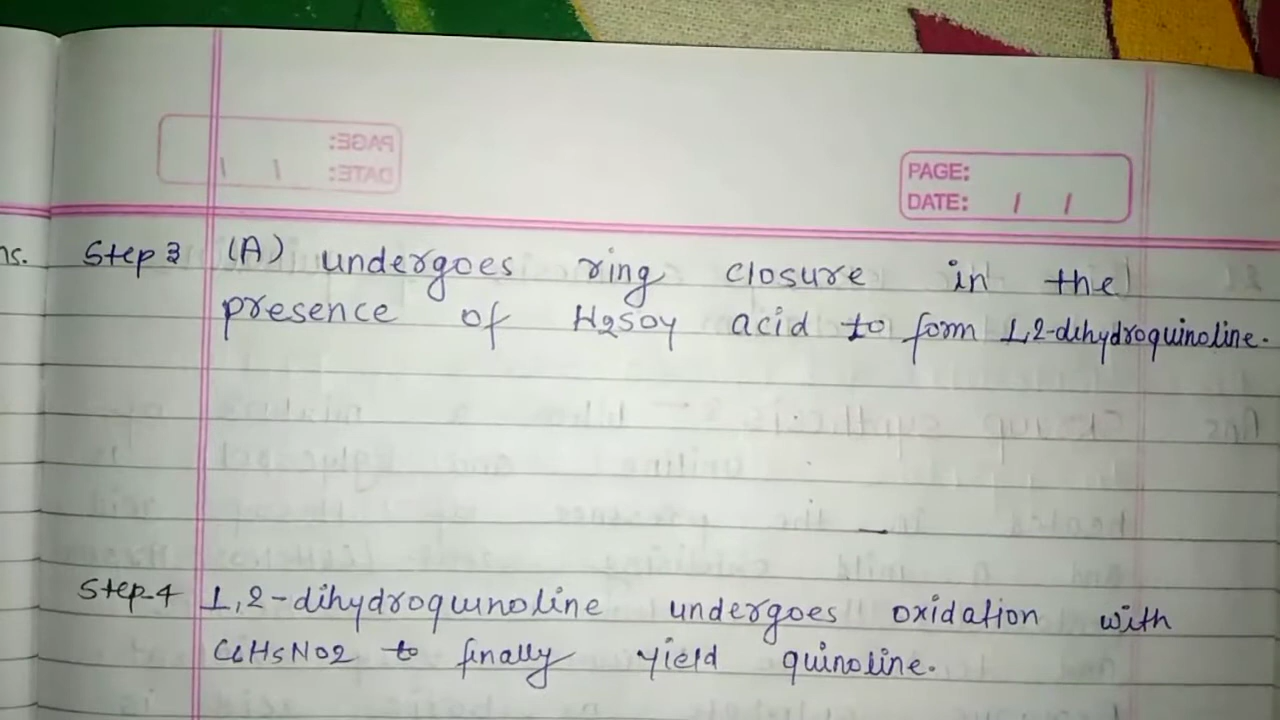 PAGE:
DATE: / /
ns. Step 3 (A) undergoes ring closure in the
presence of H2SO4 acid to form 1,2-dihydroquinoline.
Step-4 1,2-dihydroquinoline undergoes oxidation with
C6H5NO2 to finally yield quinoline.